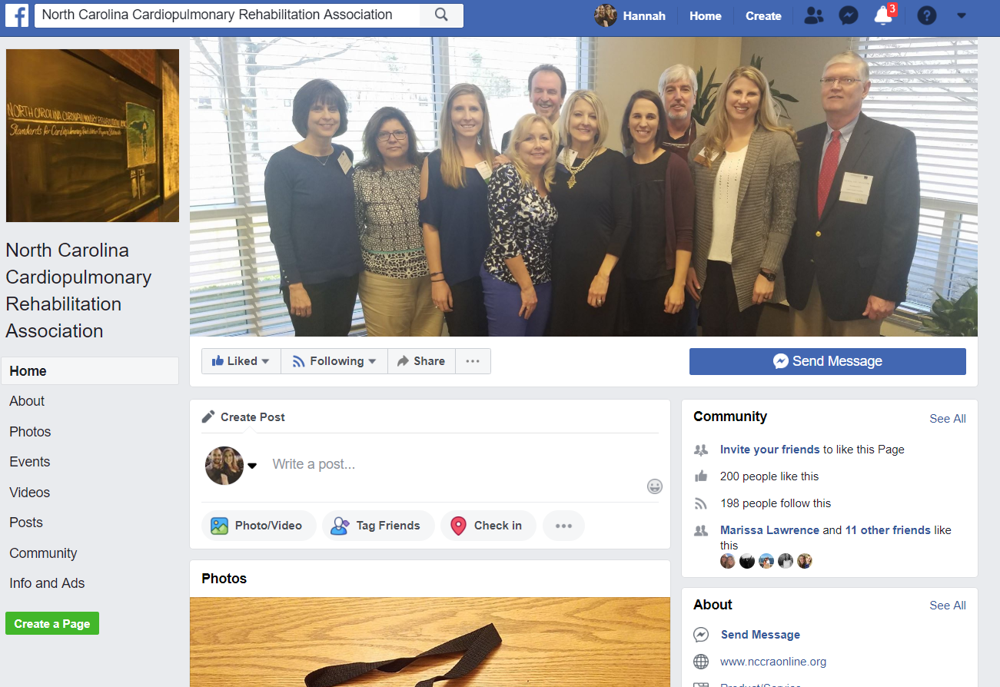 North Carolina Cardiopulmonary Rehabilitation Association
Hannah
Home
Create
3
NORTH CAROLINA CARDIOPULMONARY REHABILITATION
Standards for Cardiopulmonary
North Carolina
Cardiopulmonary
Rehabilitation
Association
Home
About
Photos
Events
Videos
Posts
Community
Info and Ads
Create a Page
Liked
Following
Share
Send Message
Create Post
Write a post...
Photo/Video
Tag Friends
Check in
Photos
Community
See All
Invite your friends to like this Page
200 people like this
198 people follow this
Marissa Lawrence and 11 other friends like
this
About
See All
Send Message
www.nccraonline.org
Product/Service